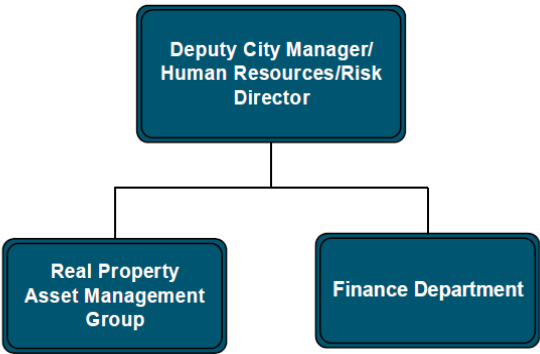 Deputy City Manager/
Human Resources/Risk
Director
Real Property
Asset Management
Group
Finance Department